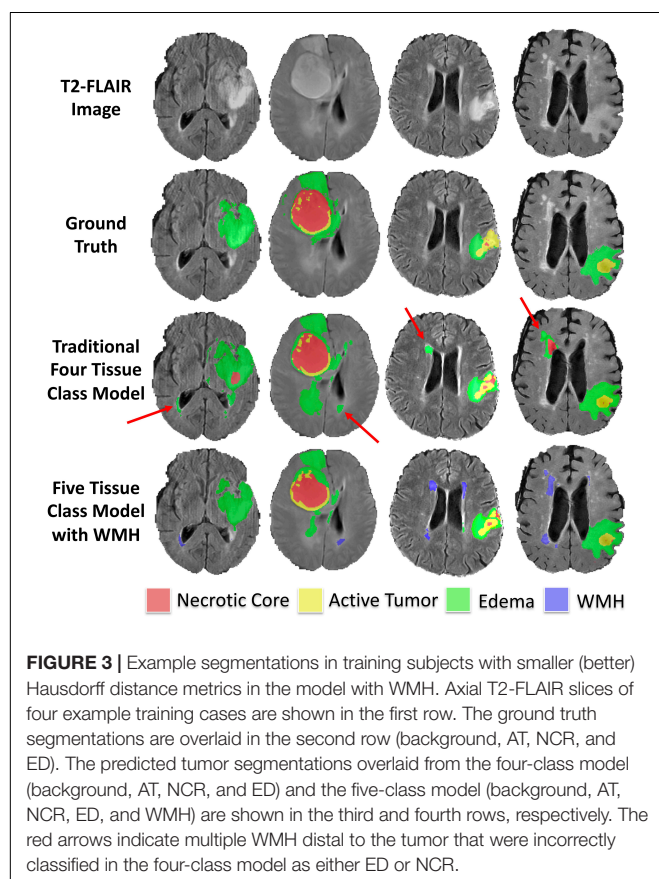 T2-FLAIR
Image
Ground
Truth
Traditional
Four Tissue
Class Model
Five Tissue
Class Model
with WMH
Necrotic Core
Active Tumor
Edema
WMH
FIGURE 3 | Example segmentations in training subjects with smaller (better)
Hausdorff distance metrics in the model with WMH. Axial T2-FLAIR slices of
four example training cases are shown in the first row. The ground truth
segmentations are overlaid in the second row (background, AT, NCR, and
ED). The predicted tumor segmentations overlaid from the four-class model
(background, AT, NCR, and ED) and the five-class model (background, AT,
NCR, ED, and WMH) are shown in the third and fourth rows, respectively. The
red arrows indicate multiple WMH distal to the tumor that were incorrectly
classified in the four-class model as either ED or NCR.